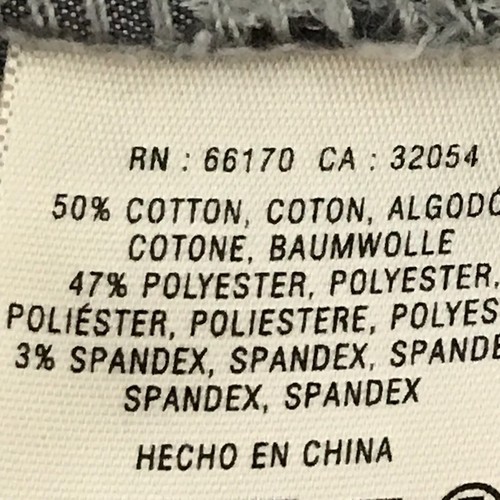 RN : 66170 CA : 32054
50% COTTON, COTON, ALGODÓ
COTONE, BAUMWOLLE
47% POLYESTER, POLYESTER,
POLIÉSTER, POLIESTERE, POLYES
3% SPANDEX, SPANDEX, SPANDE
SPANDEX, SPANDEX
HECHO EN CHINA